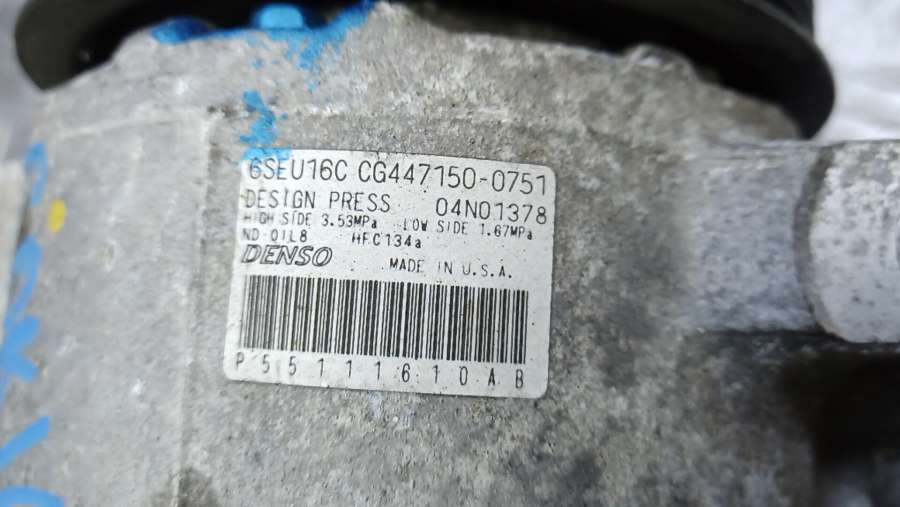 6SEU16C CG447150-0751
DESIGN PRESS 04N01378
HIGH SIDE 3.53MPa LOW SIDE 1.67MPa
ND-OIL8 HFC134a
DENSO MADE IN U.S.A.
P55111610AB